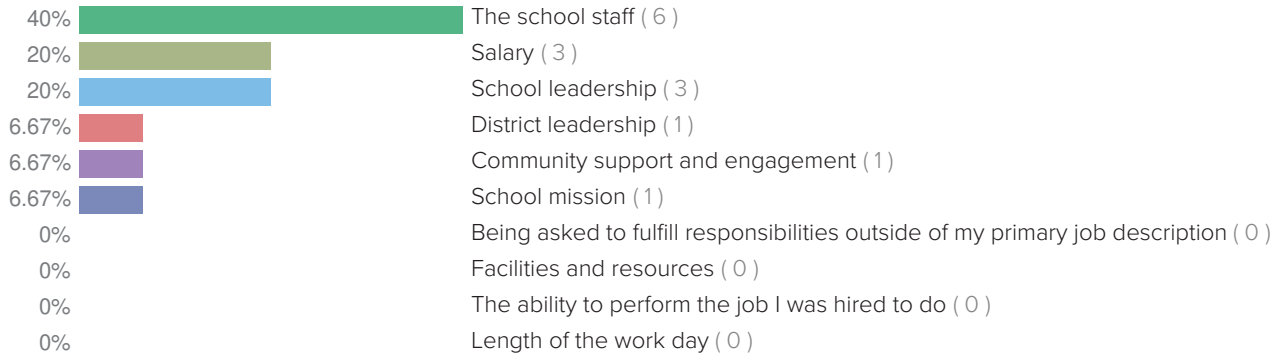 40% The school staff ( 6 )
20% Salary ( 3 )
20% School leadership ( 3 )
6.67% District leadership ( 1 )
6.67% Community support and engagement ( 1 )
6.67% School mission ( 1 )
0% Being asked to fulfill responsibilities outside of my primary job description ( 0 )
0% Facilities and resources ( 0 )
0% The ability to perform the job I was hired to do ( 0 )
0% Length of the work day ( 0 )